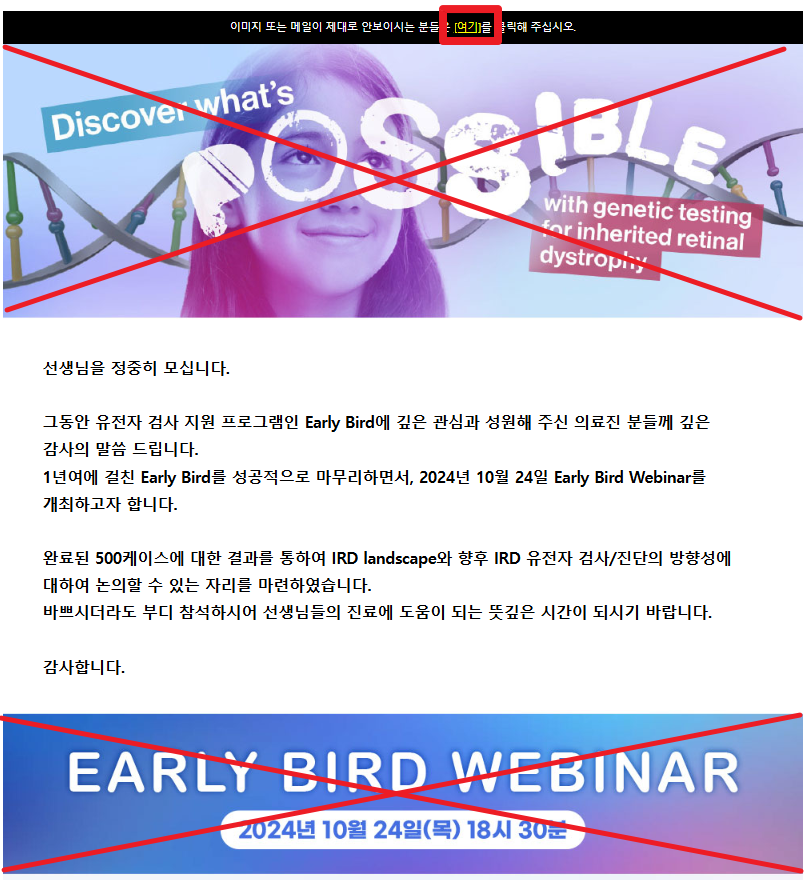 이미지 또는 메일이 제대로 안보이시는 분들은 [여기]를 클릭해 주십시오.
Discover what's
POSSIBLE
with genetic testing
for inherited retinal
dystrophy
선생님을 정중히 모십니다.
그동안 유전자 검사 지원 프로그램인 Early Bird에 깊은 관심과 성원해 주신 의료진 분들께 깊은
감사의 말씀 드립니다.
1년여에 걸친 Early Bird를 성공적으로 마무리하면서, 2024년 10월 24일 Early Bird Webinar를
개최하고자 합니다.
완료된 500케이스에 대한 결과를 통하여 IRD landscape와 향후 IRD 유전자 검사/진단의 방향성에
대하여 논의할 수 있는 자리를 마련하였습니다.
바쁘시더라도 부디 참석하시어 선생님들의 진료에 도움이 되는 뜻깊은 시간이 되시기 바랍니다.
감사합니다.
EARLY BIRD WEBINAR
2024년 10월 24일(목) 18시 30분